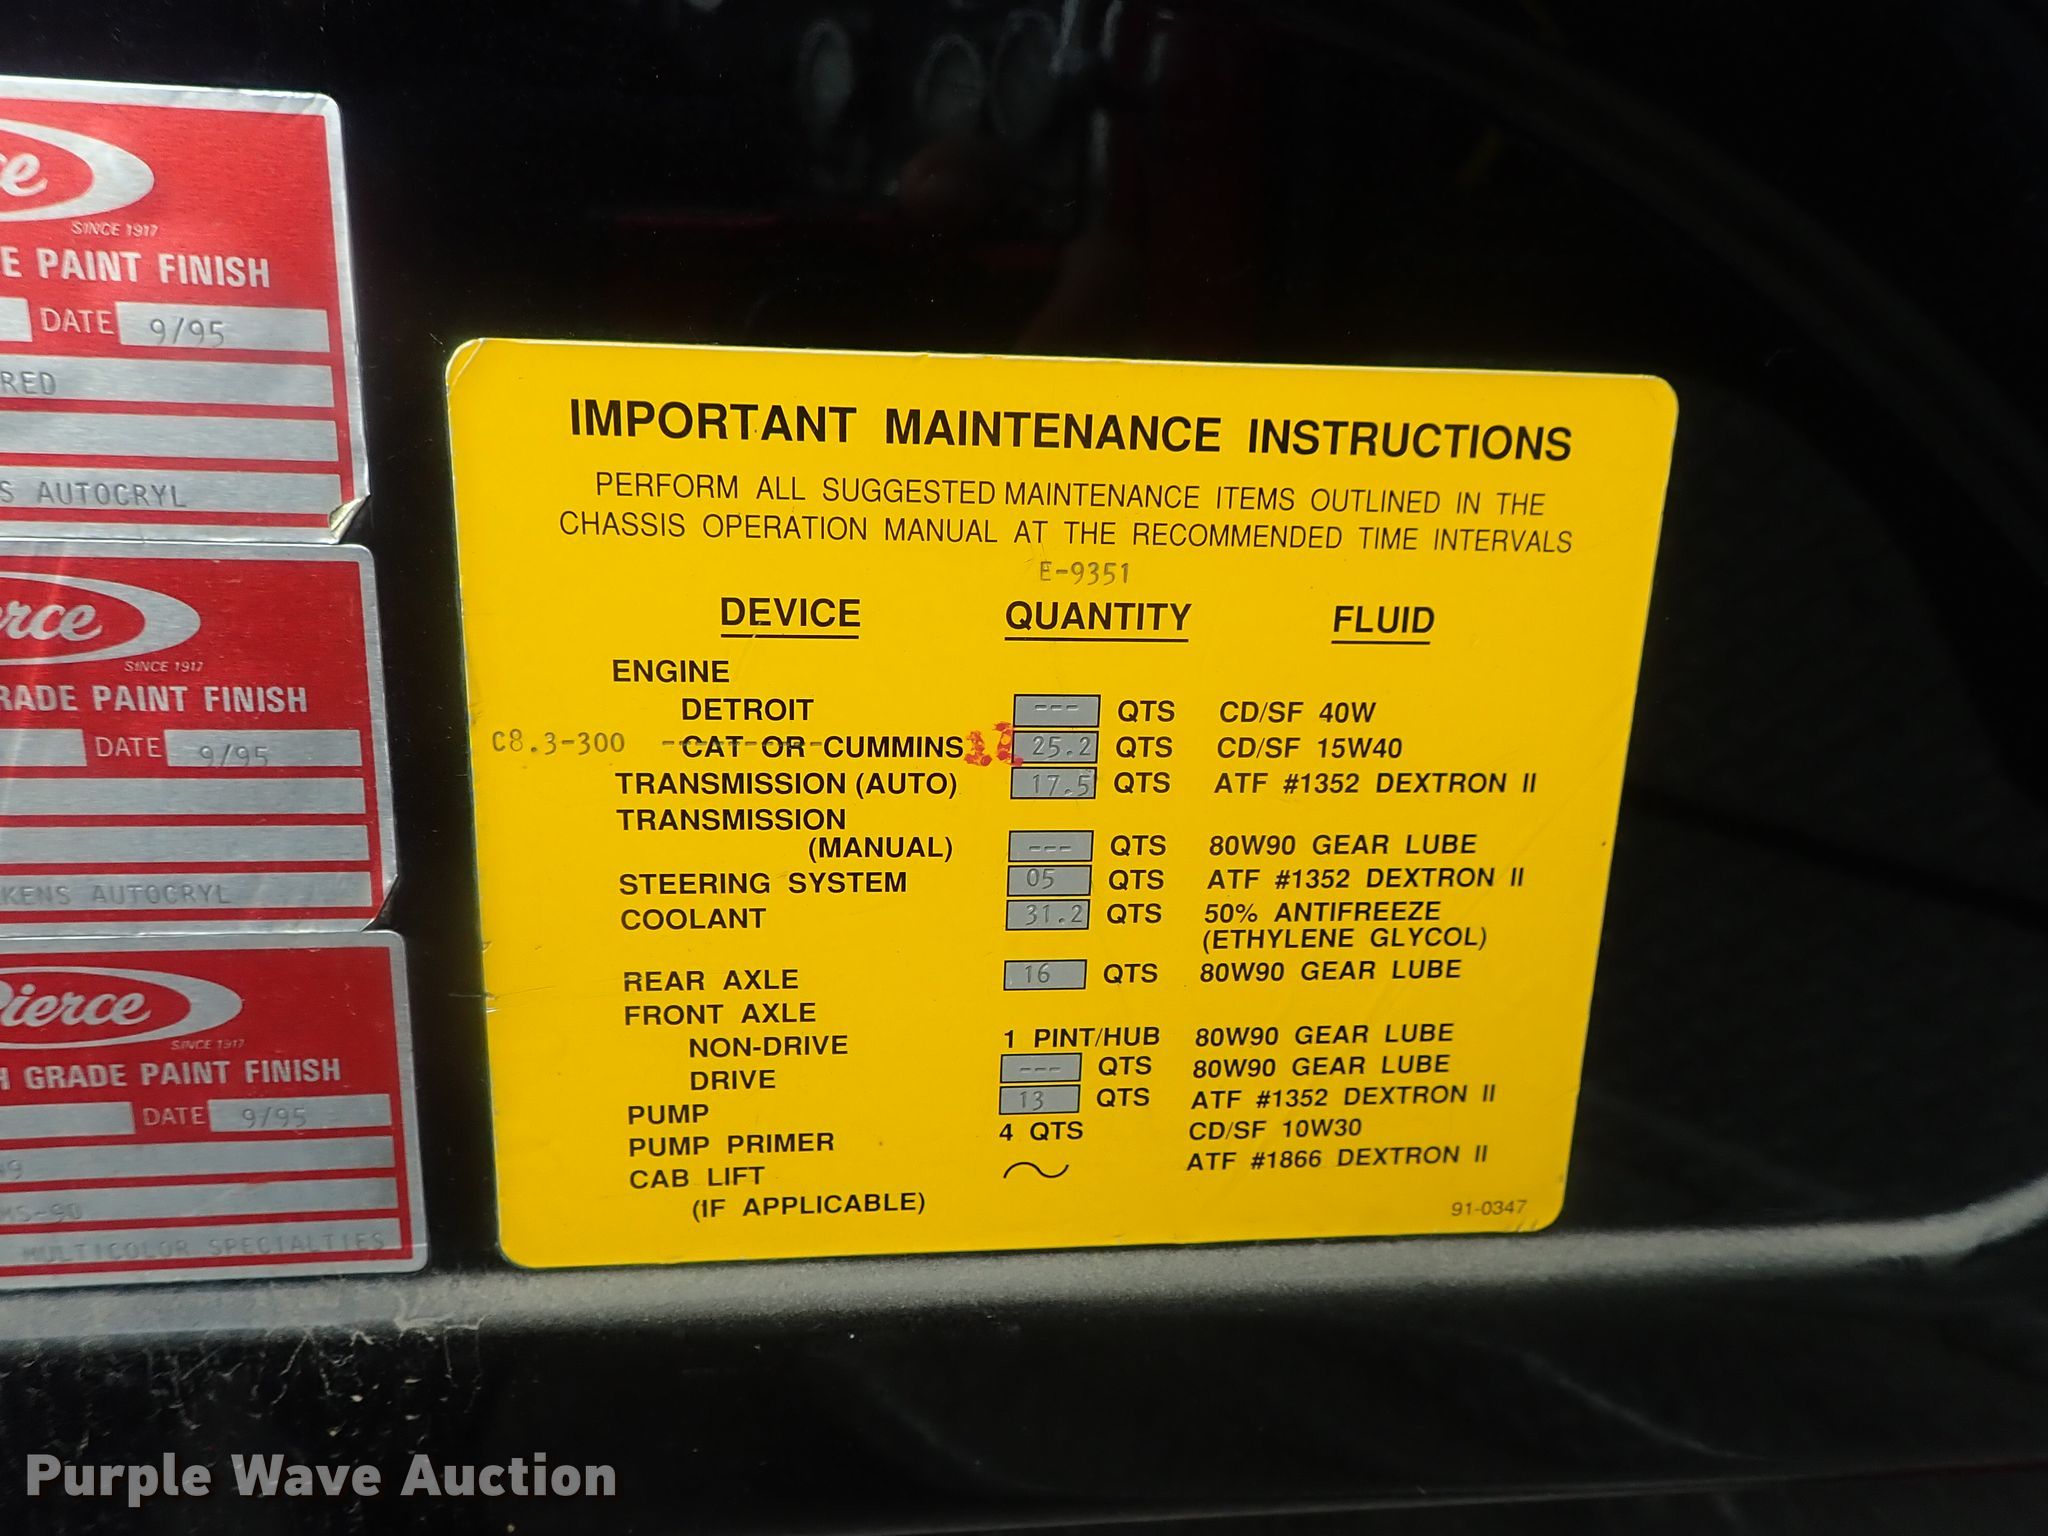 ce
SINCE 1917
E PAINT FINISH
DATE 9/95
RED
S AUTOCRYL
erce
SINCE 1917
RADE PAINT FINISH
DATE 9/95
KENS AUTOCRYL
Pierce
SINCE 1917
H GRADE PAINT FINISH
DATE 9/95
MS-90
MULTICOLOR SPECIALTIES
IMPORTANT MAINTENANCE INSTRUCTIONS
PERFORM ALL SUGGESTED MAINTENANCE ITEMS OUTLINED IN THE
CHASSIS OPERATION MANUAL AT THE RECOMMENDED TIME INTERVALS
E-9351
DEVICE QUANTITY FLUID
ENGINE
DETROIT --- QTS CD/SF 40W
C8.3-300 CAT OR CUMMINS 25.2 QTS CD/SF 15W40
TRANSMISSION (AUTO) 17.5 QTS ATF #1352 DEXTRON II
TRANSMISSION
(MANUAL) --- QTS 80W90 GEAR LUBE
STEERING SYSTEM 05 QTS ATF #1352 DEXTRON II
COOLANT 31.2 QTS 50% ANTIFREEZE
(ETHYLENE GLYCOL)
REAR AXLE 16 QTS 80W90 GEAR LUBE
FRONT AXLE
NON-DRIVE 1 PINT/HUB 80W90 GEAR LUBE
DRIVE --- QTS 80W90 GEAR LUBE
PUMP 13 QTS ATF #1352 DEXTRON II
PUMP PRIMER 4 QTS CD/SF 10W30
CAB LIFT ATF #1866 DEXTRON II
(IF APPLICABLE)
91-0347
Purple Wave Auction